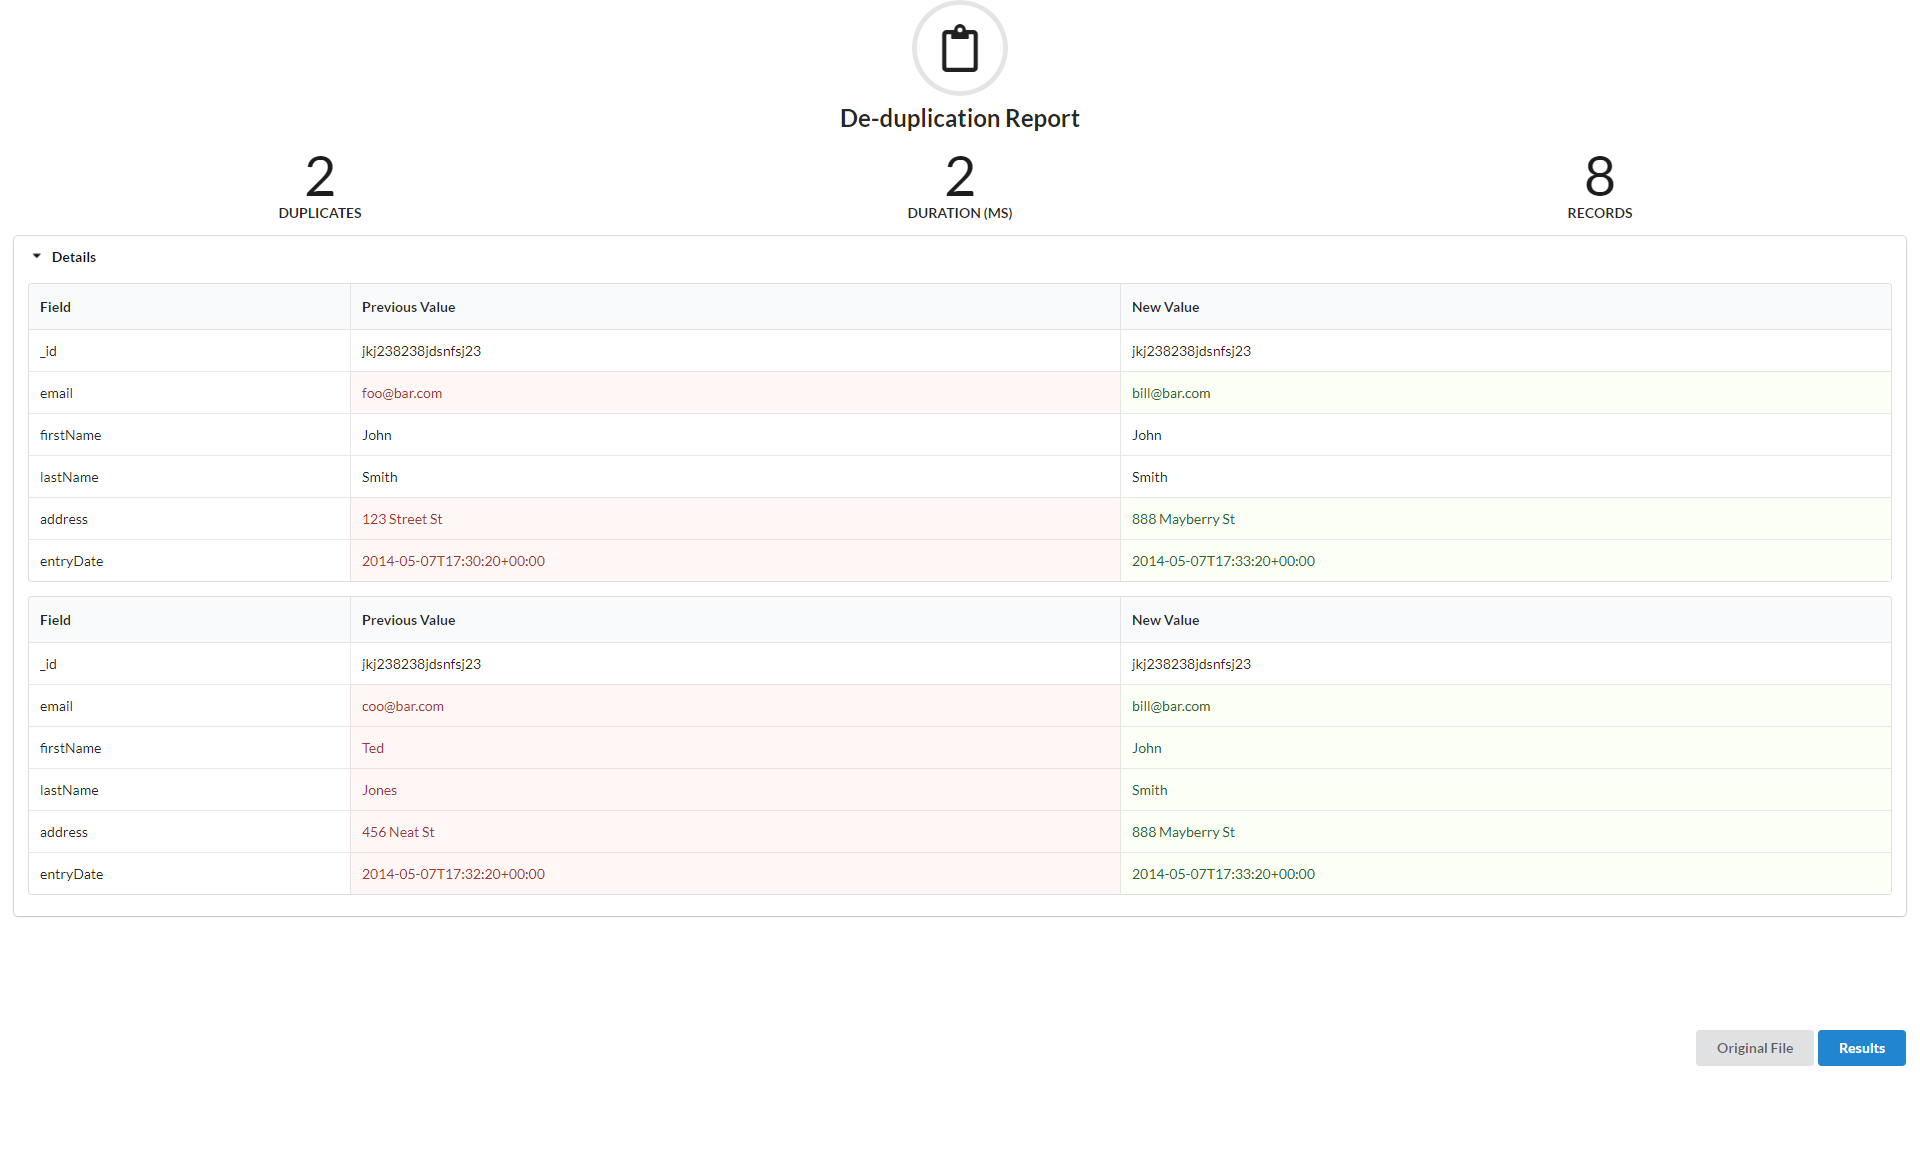 De-duplication Report
2 2 8
DUPLICATES DURATION (MS) RECORDS
Details
Field Previous Value New Value
_id jkj238238jdsnfsj23 jkj238238jdsnfsj23
email foo@bar.com bill@bar.com
firstName John John
lastName Smith Smith
address 123 Street St 888 Mayberry St
entryDate 2014-05-07T17:30:20+00:00 2014-05-07T17:33:20+00:00
Field Previous Value New Value
_id jkj238238jdsnfsj23 jkj238238jdsnfsj23
email coo@bar.com bill@bar.com
firstName Ted John
lastName Jones Smith
address 456 Neat St 888 Mayberry St
entryDate 2014-05-07T17:32:20+00:00 2014-05-07T17:33:20+00:00
Original File Results